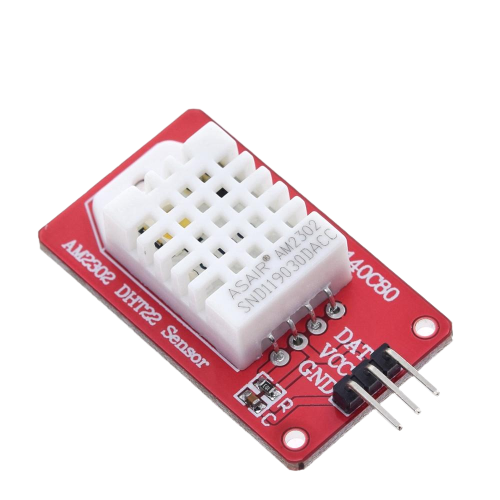 ASAIR® AM2302
SND119030DACC
AM2302 DHT22 Sensor
DAT
VCC
GND
R
C